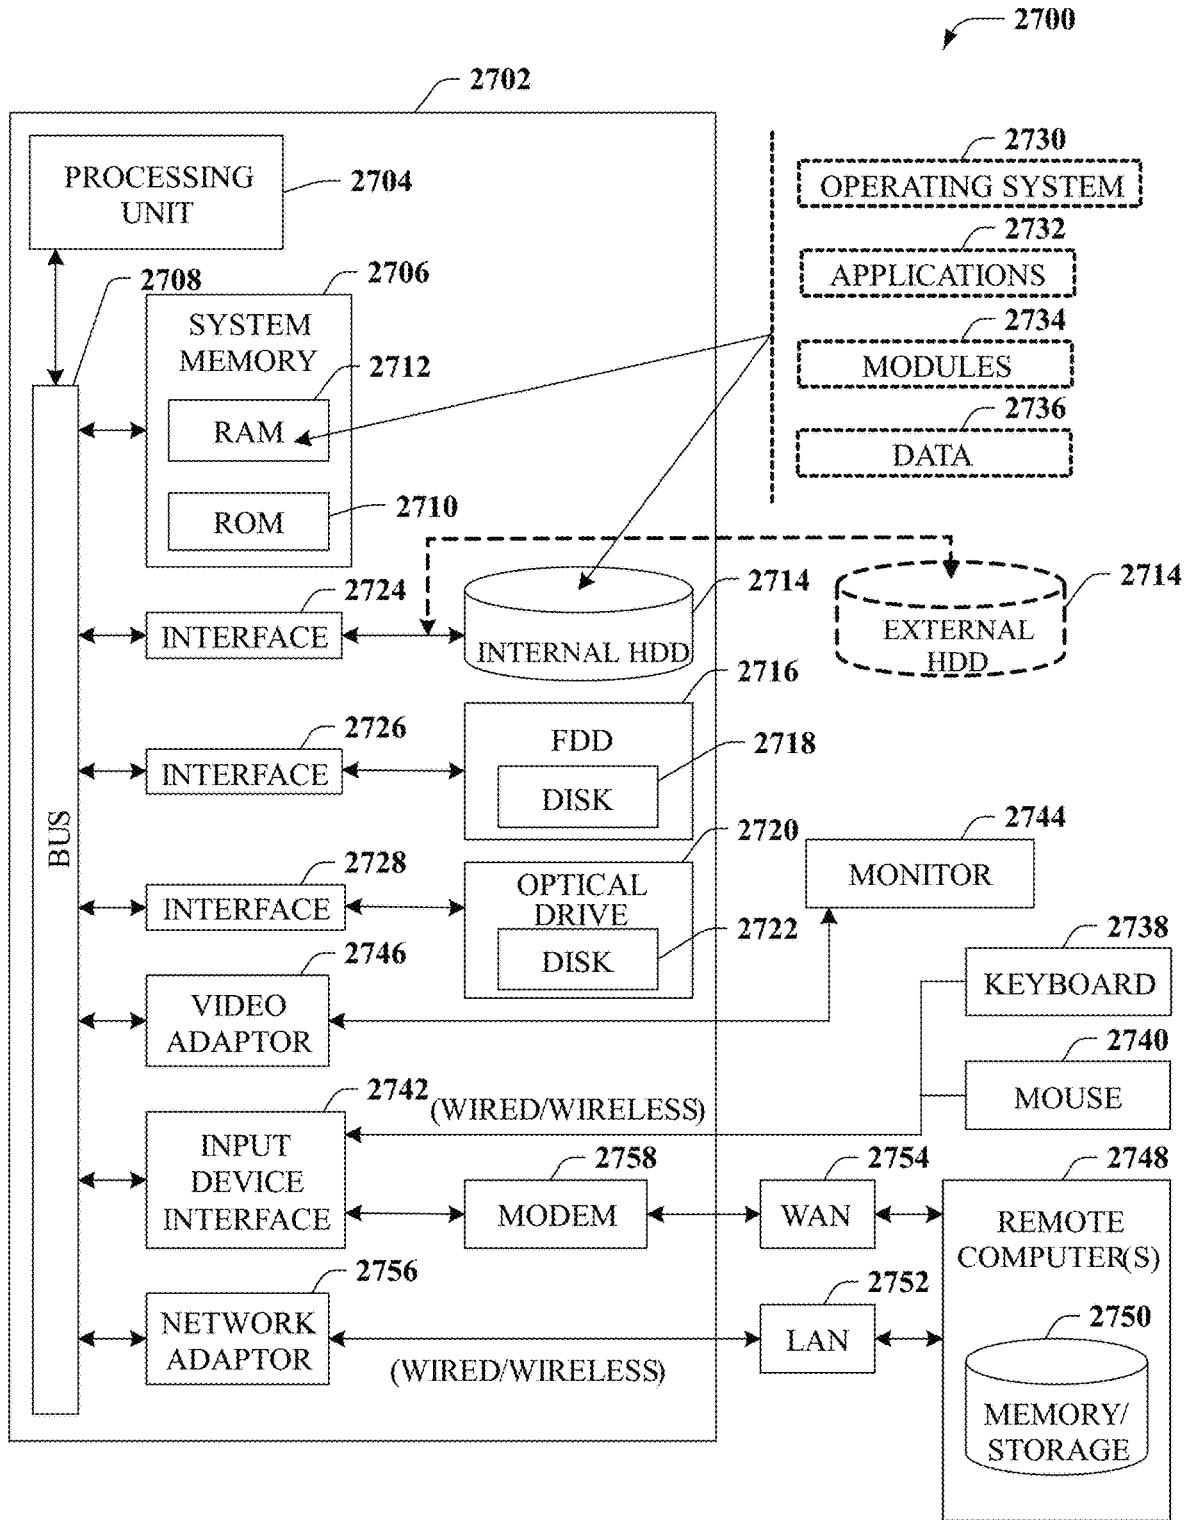 2700
2702
PROCESSING
UNIT
2704
2730
OPERATING SYSTEM
2732
APPLICATIONS
2734
MODULES
2736
DATA
2708
2706
SYSTEM
MEMORY
2712
RAM
2710
ROM
BUS
2724
INTERFACE
2714
INTERNAL HDD
2714
EXTERNAL
HDD
2716
2726
INTERFACE
FDD
2718
DISK
2720
2728
INTERFACE
OPTICAL
DRIVE
2722
DISK
2744
MONITOR
2746
VIDEO
ADAPTOR
2738
KEYBOARD
2740
MOUSE
2742
(WIRED/WIRELESS)
INPUT
DEVICE
INTERFACE
2758
MODEM
2754
WAN
2748
REMOTE
COMPUTER(S)
2756
NETWORK
ADAPTOR
(WIRED/WIRELESS)
2752
LAN
2750
MEMORY/
STORAGE